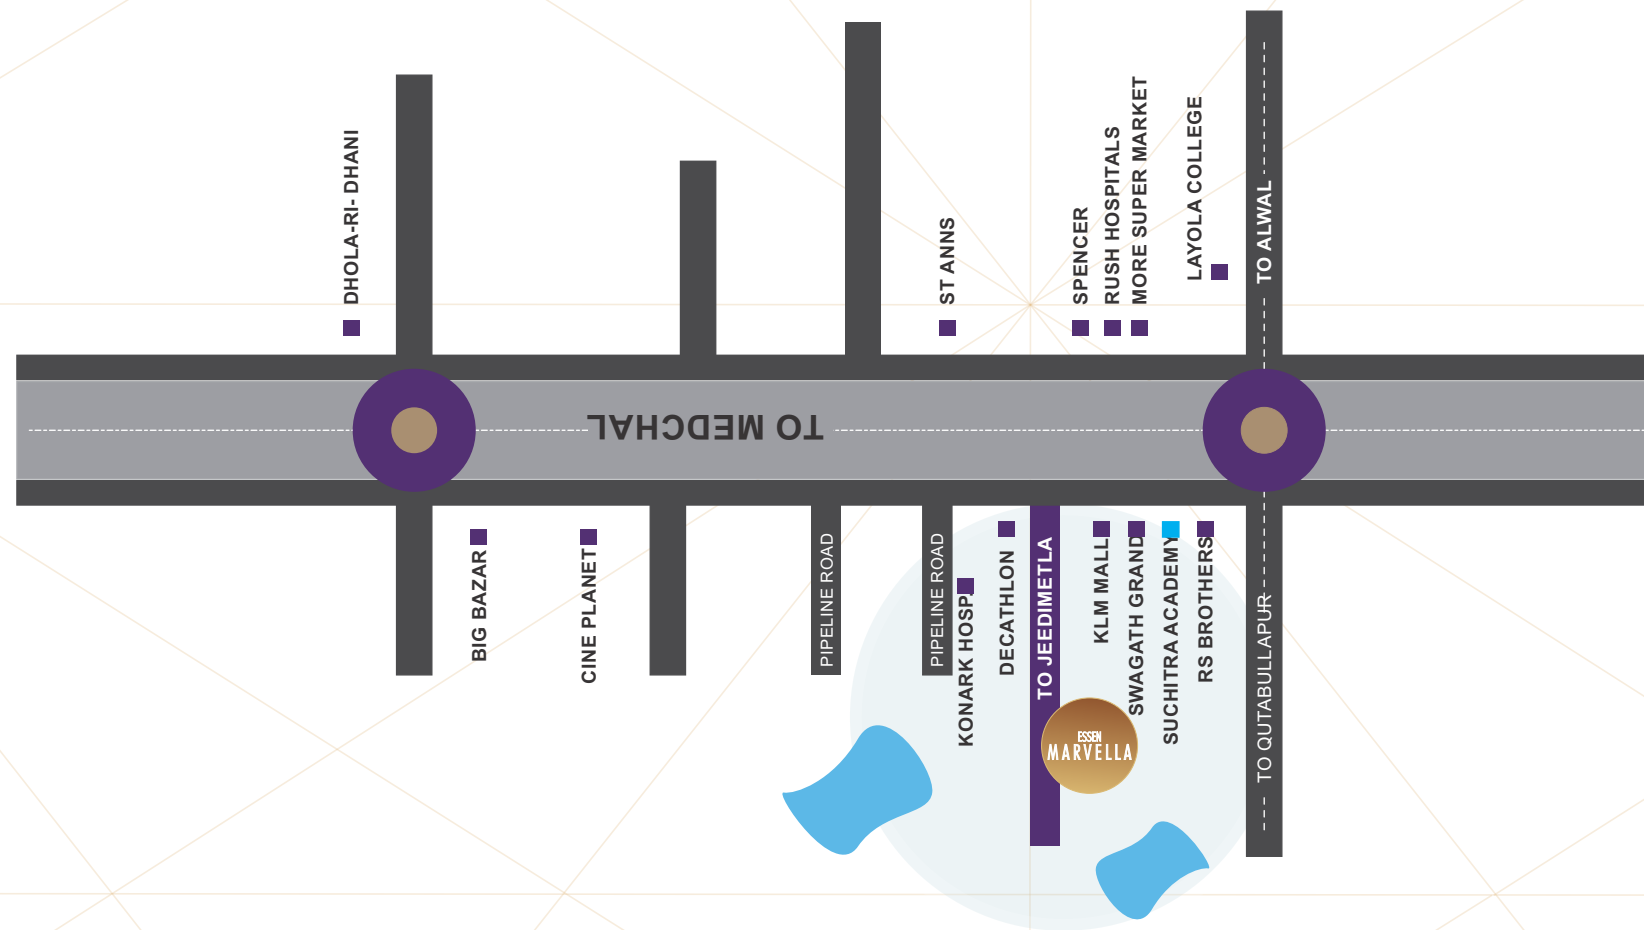 DHOLA-RI- DHANI
ST ANNS
SPENCER
RUSH HOSPITALS
MORE SUPER MARKET
LAYOLA COLLEGE
TO ALWAL
TO MEDCHAL
BIG BAZAR
CINE PLANET
PIPELINE ROAD
PIPELINE ROAD
KONARK HOSP.
DECATHLON
TO JEEDIMETLA
KLM MALL
SWAGATH GRAND
SUCHITRA ACADEMY
RS BROTHERS
TO QUTABULLAPUR
ESSEN
MARVELLA